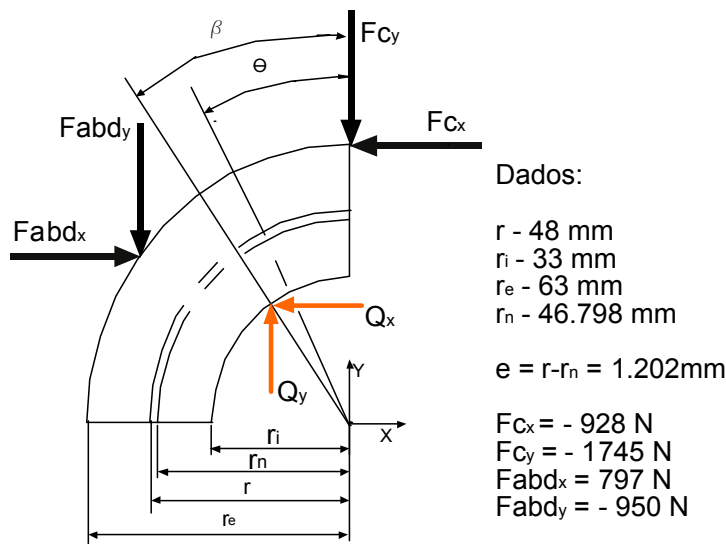 β
Fcy
Θ
Fabdy
Fcx
Fabdx
Dados:
r - 48 mm
ri - 33 mm
re - 63 mm
rn - 46.798 mm
Qx
Y
e = r-rn = 1.202mm
Qy
X
ri
Fcx = - 928 N
rn
Fcy = - 1745 N
r
Fabdx = 797 N
re
Fabdy = - 950 N